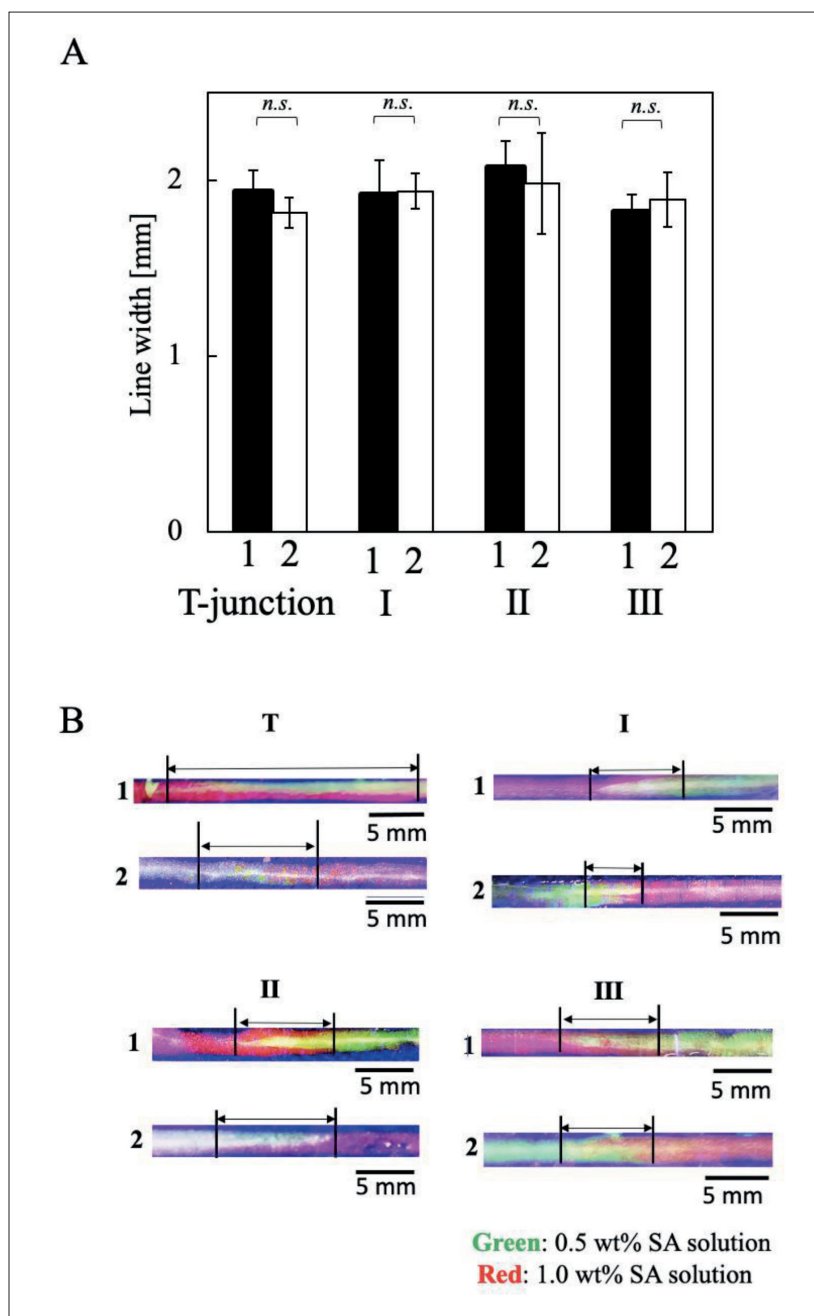 A
n.s. n.s. n.s. n.s.
Line width [mm]
2
1
0
1 2 1 2 1 2 1 2
T-junction I II III
B
T
1
5 mm
2
5 mm
I
1
5 mm
2
5 mm
II
1
5 mm
2
5 mm
III
1
5 mm
2
5 mm
Green: 0.5 wt% SA solution
Red: 1.0 wt% SA solution